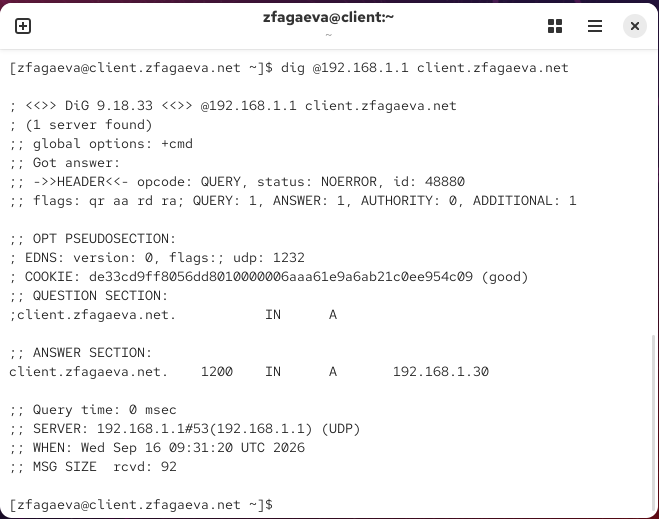 zfagaeva@client:~
~
[zfagaeva@client.zfagaeva.net ~]$ dig @192.168.1.1 client.zfagaeva.net
; <<>> DiG 9.18.33 <<>> @192.168.1.1 client.zfagaeva.net
; (1 server found)
;; global options: +cmd
;; Got answer:
;; ->>HEADER<<- opcode: QUERY, status: NOERROR, id: 48880
;; flags: qr aa rd ra; QUERY: 1, ANSWER: 1, AUTHORITY: 0, ADDITIONAL: 1
;; OPT PSEUDOSECTION:
; EDNS: version: 0, flags:; udp: 1232
; COOKIE: de33cd9ff8056dd8010000006aaa61e9a6ab21c0ee954c09 (good)
;; QUESTION SECTION:
;client.zfagaeva.net. IN A
;; ANSWER SECTION:
client.zfagaeva.net. 1200 IN A 192.168.1.30
;; Query time: 0 msec
;; SERVER: 192.168.1.1#53(192.168.1.1) (UDP)
;; WHEN: Wed Sep 16 09:31:20 UTC 2026
;; MSG SIZE  rcvd: 92
[zfagaeva@client.zfagaeva.net ~]$